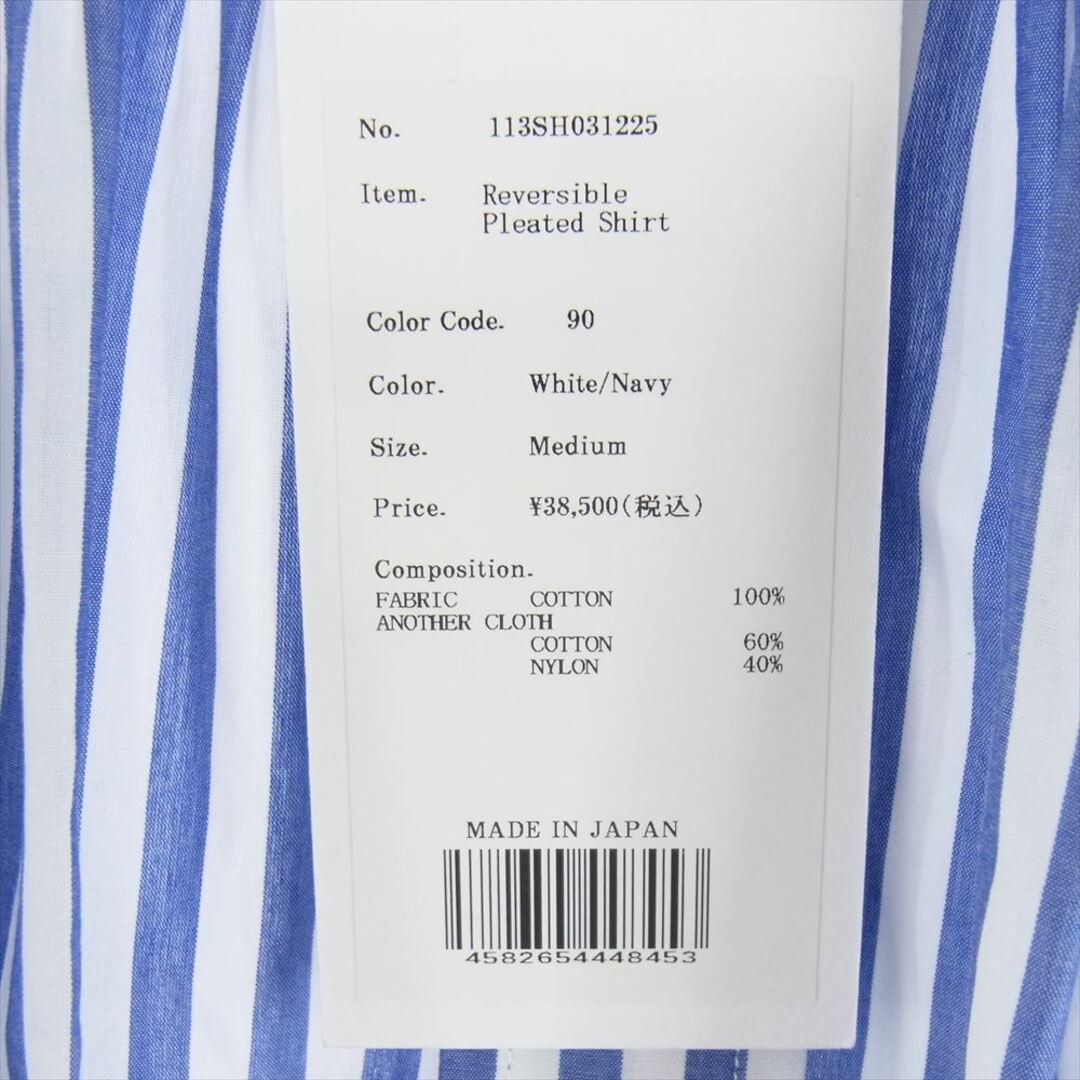 No. 113SH031225
Item. Reversible
Pleated Shirt
Color Code. 90
Color. White/Navy
Size. Medium
Price. ¥38,500(税込)
Composition.
FABRIC COTTON 100%
ANOTHER CLOTH
COTTON 60%
NYLON 40%
MADE IN JAPAN
4582654448453